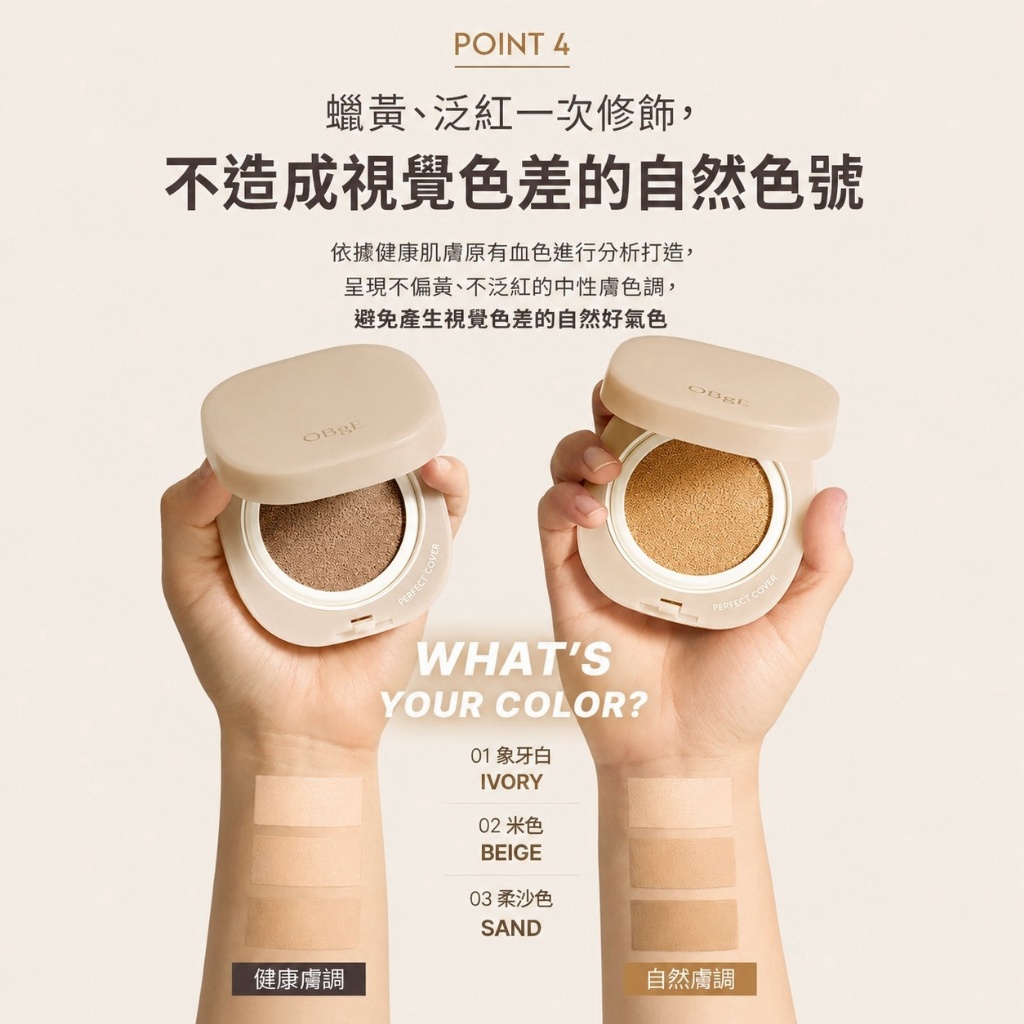 POINT 4
蠟黃、泛紅一次修飾，
不造成視覺色差的自然色號
依據健康肌膚原有血色進行分析打造，
呈現不偏黃、不泛紅的中性膚色調，
避免產生視覺色差的自然好氣色
OBgE
PERFECT COVER
OBgE
PERFECT COVER
WHAT'S
YOUR COLOR?
01 象牙白
IVORY
02 米色
BEIGE
03 柔沙色
SAND
健康膚調
自然膚調